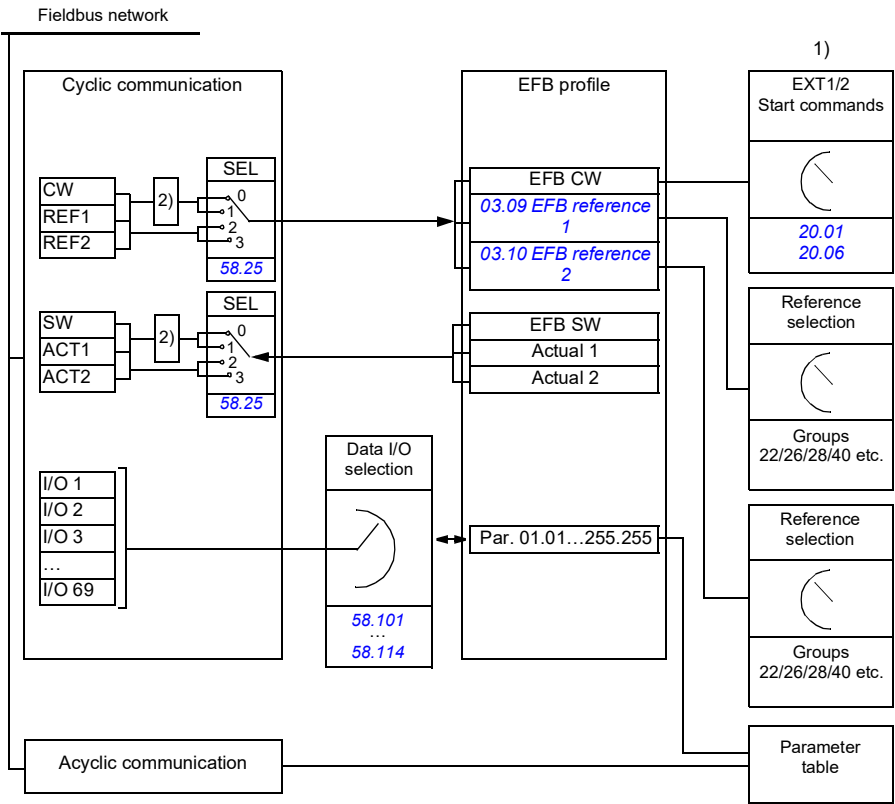 Fieldbus network
1)
Cyclic communication
EFB profile
EXT1/2
Start commands
20.01
20.06
CW
REF1
REF2
2)
SEL
0
1
2
3
58.25
EFB CW
03.09 EFB reference
1
03.10 EFB reference
2
SW
ACT1
ACT2
2)
SEL
0
1
2
3
58.25
EFB SW
Actual 1
Actual 2
Reference
selection
Groups
22/26/28/40 etc.
I/O 1
I/O 2
I/O 3
...
I/O 69
Data I/O
selection
58.101
...
58.114
Par. 01.01…255.255
Reference
selection
Groups
22/26/28/40 etc.
Acyclic communication
Parameter
table